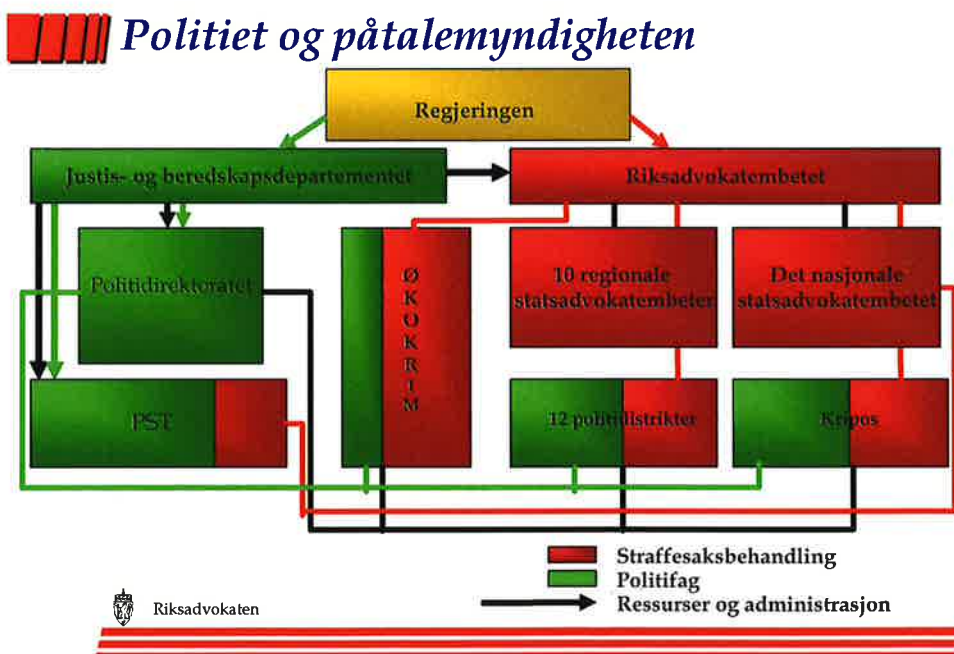 Politiet og påtalemyndigheten
Regjeringen
Justis- og beredskapsdepartementet
Riksadvokatembetet
Politidirektoratet
ØKOKRIM
10 regionale
statsadvokatembeter
Det nasjonale
statsadvokatembetet
PST
12 politidistrikter
Kripos
Straffesaksbehandling
Politifag
Ressurser og administrasjon
Riksadvokaten